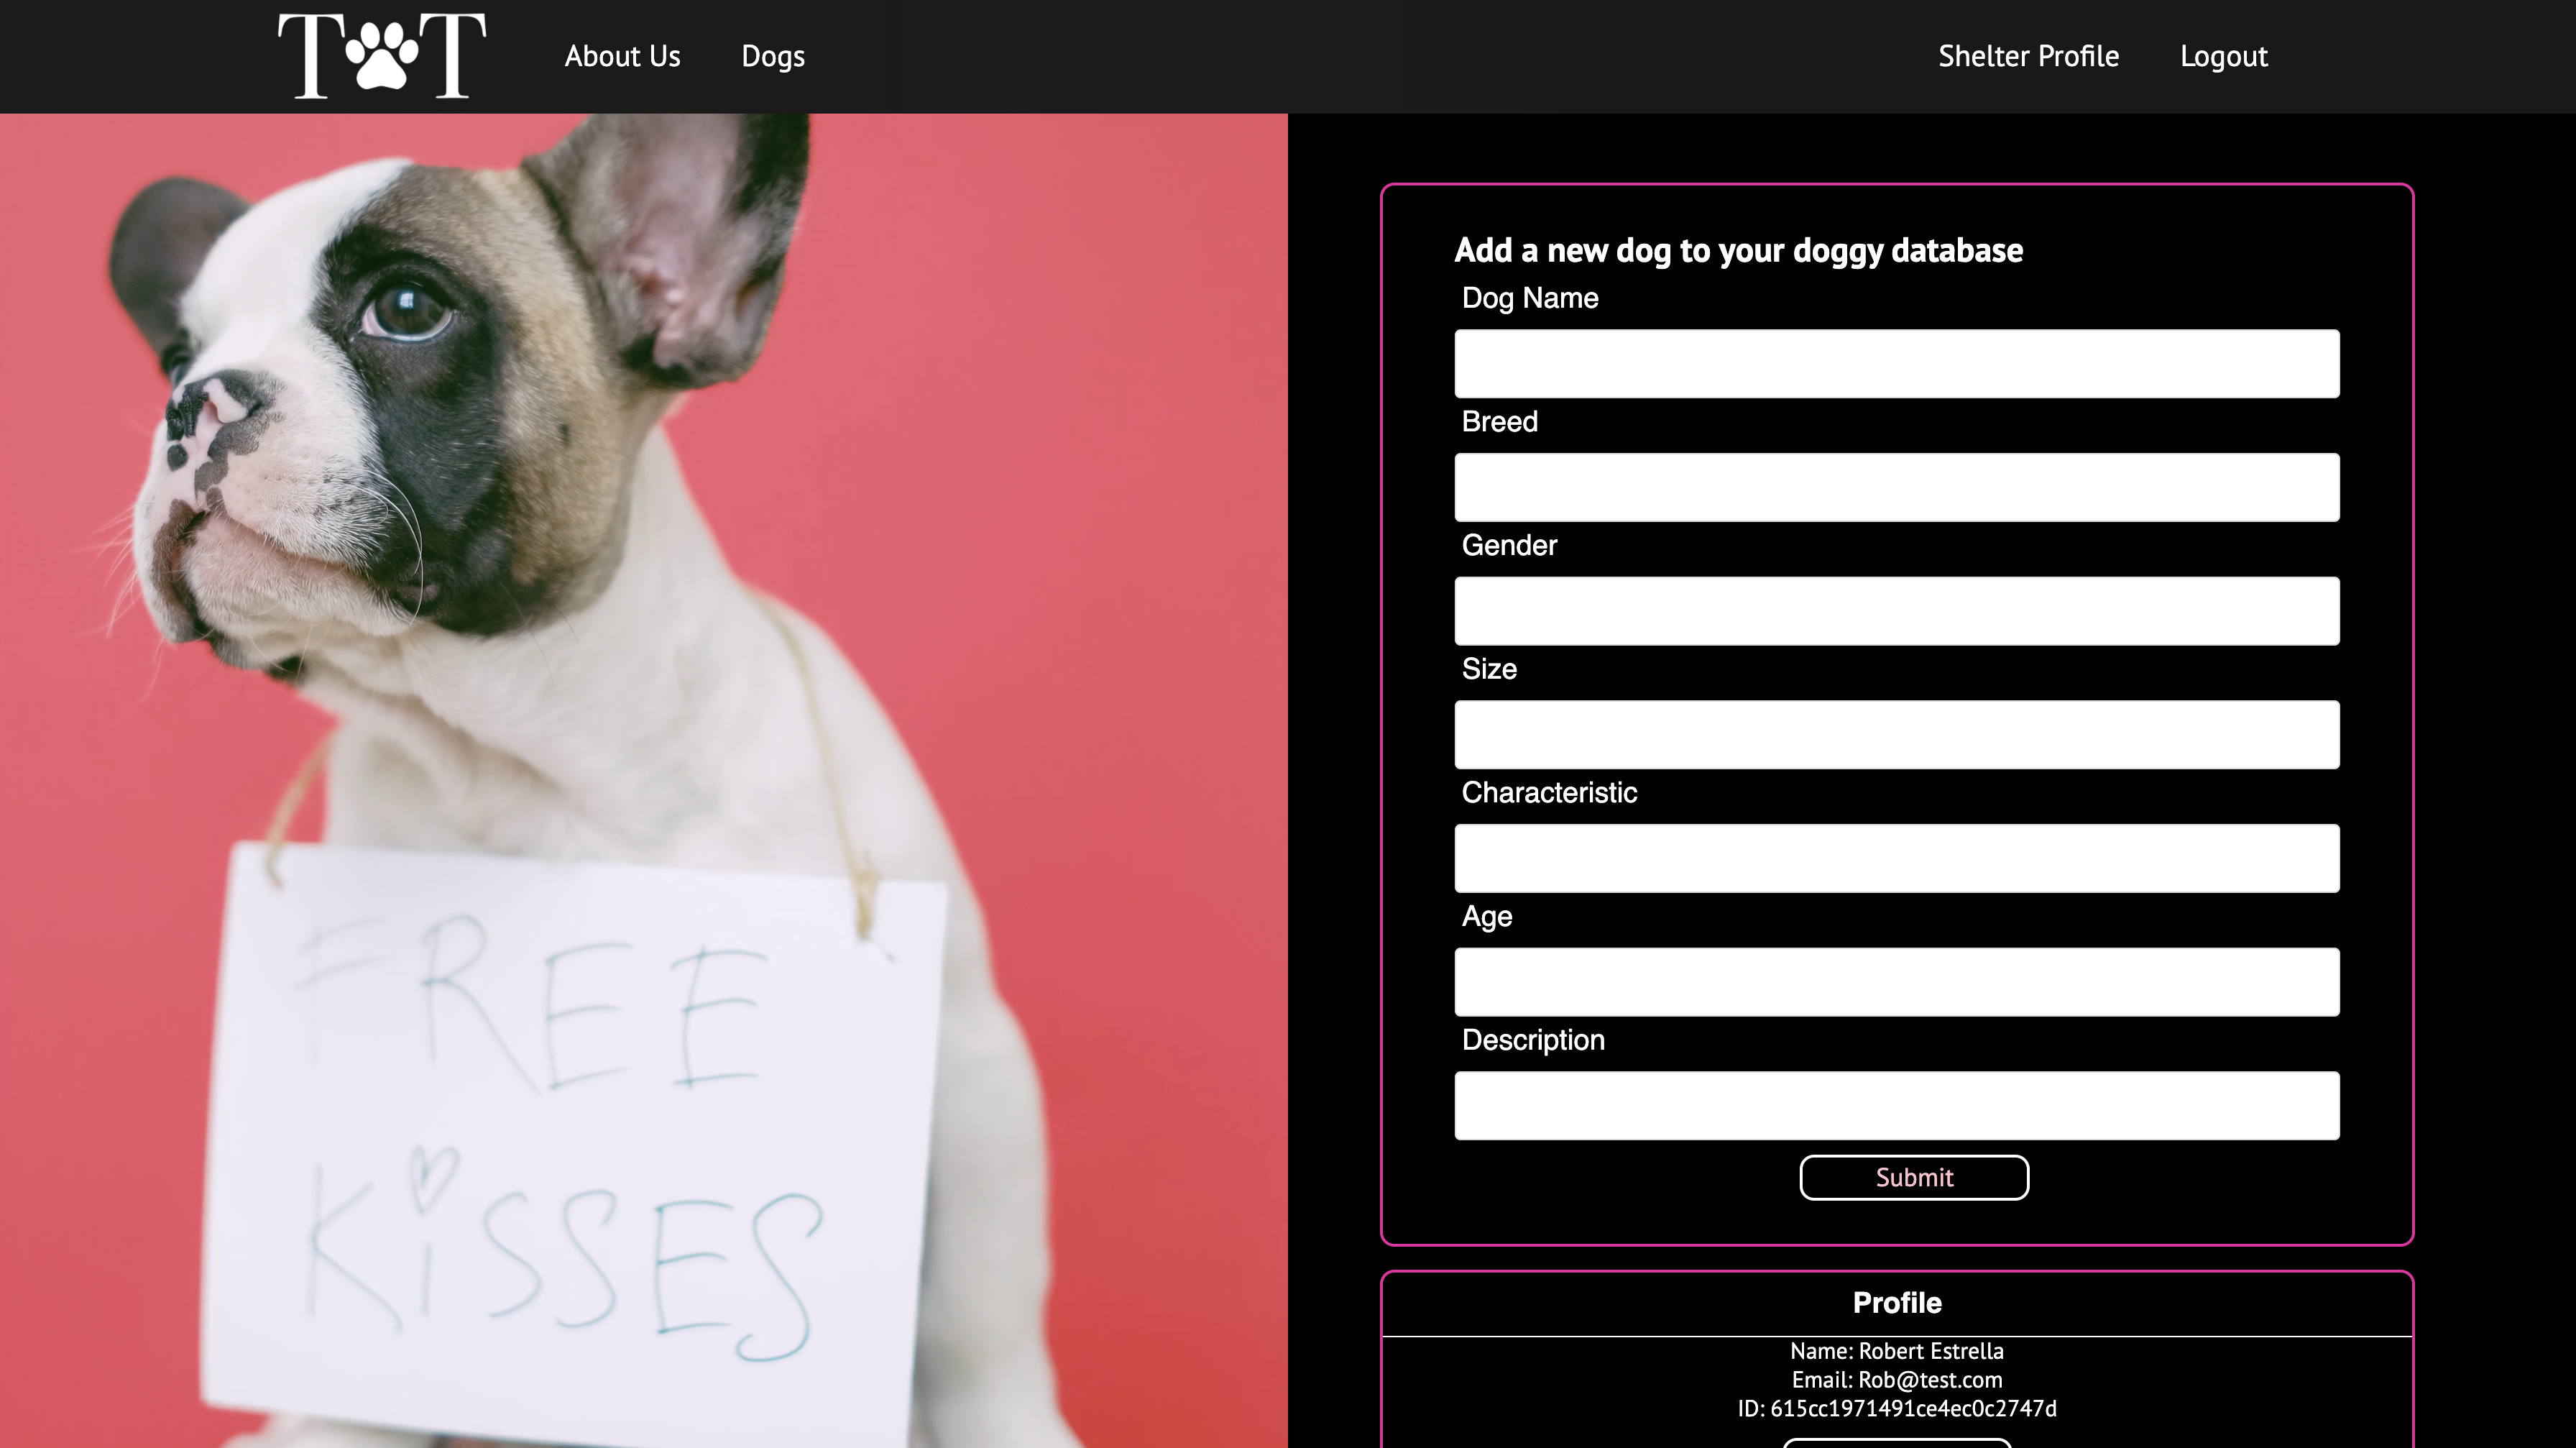 T T
About Us
Dogs
Shelter Profile
Logout
FREE
KiSSES
Add a new dog to your doggy database
Dog Name
Breed
Gender
Size
Characteristic
Age
Description
Submit
Profile
Name: Robert Estrella
Email: Rob@test.com
ID: 615cc1971491ce4ec0c2747d